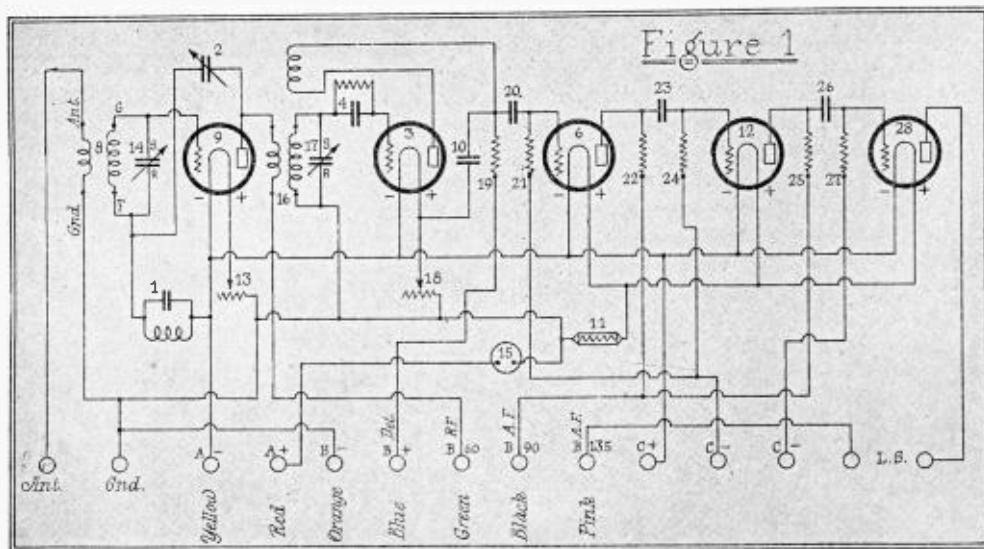 Figure 1
2
Ant.
G
8
14
S
R
9
T
Gnd.
- +
4
17
S
R
16
3
- +
10
20
19
21
6
- +
23
22
24
12
- +
26
25
27
28
- +
13
18
1
11
15
A -
A +
B -
B + Det.
B 60 RF
B 90 A.F.
B 135 A.F.
C +
C -
C -
L.S.
Ant.
Gnd.
Yellow
Red
Orange
Blue
Green
Black
Pink